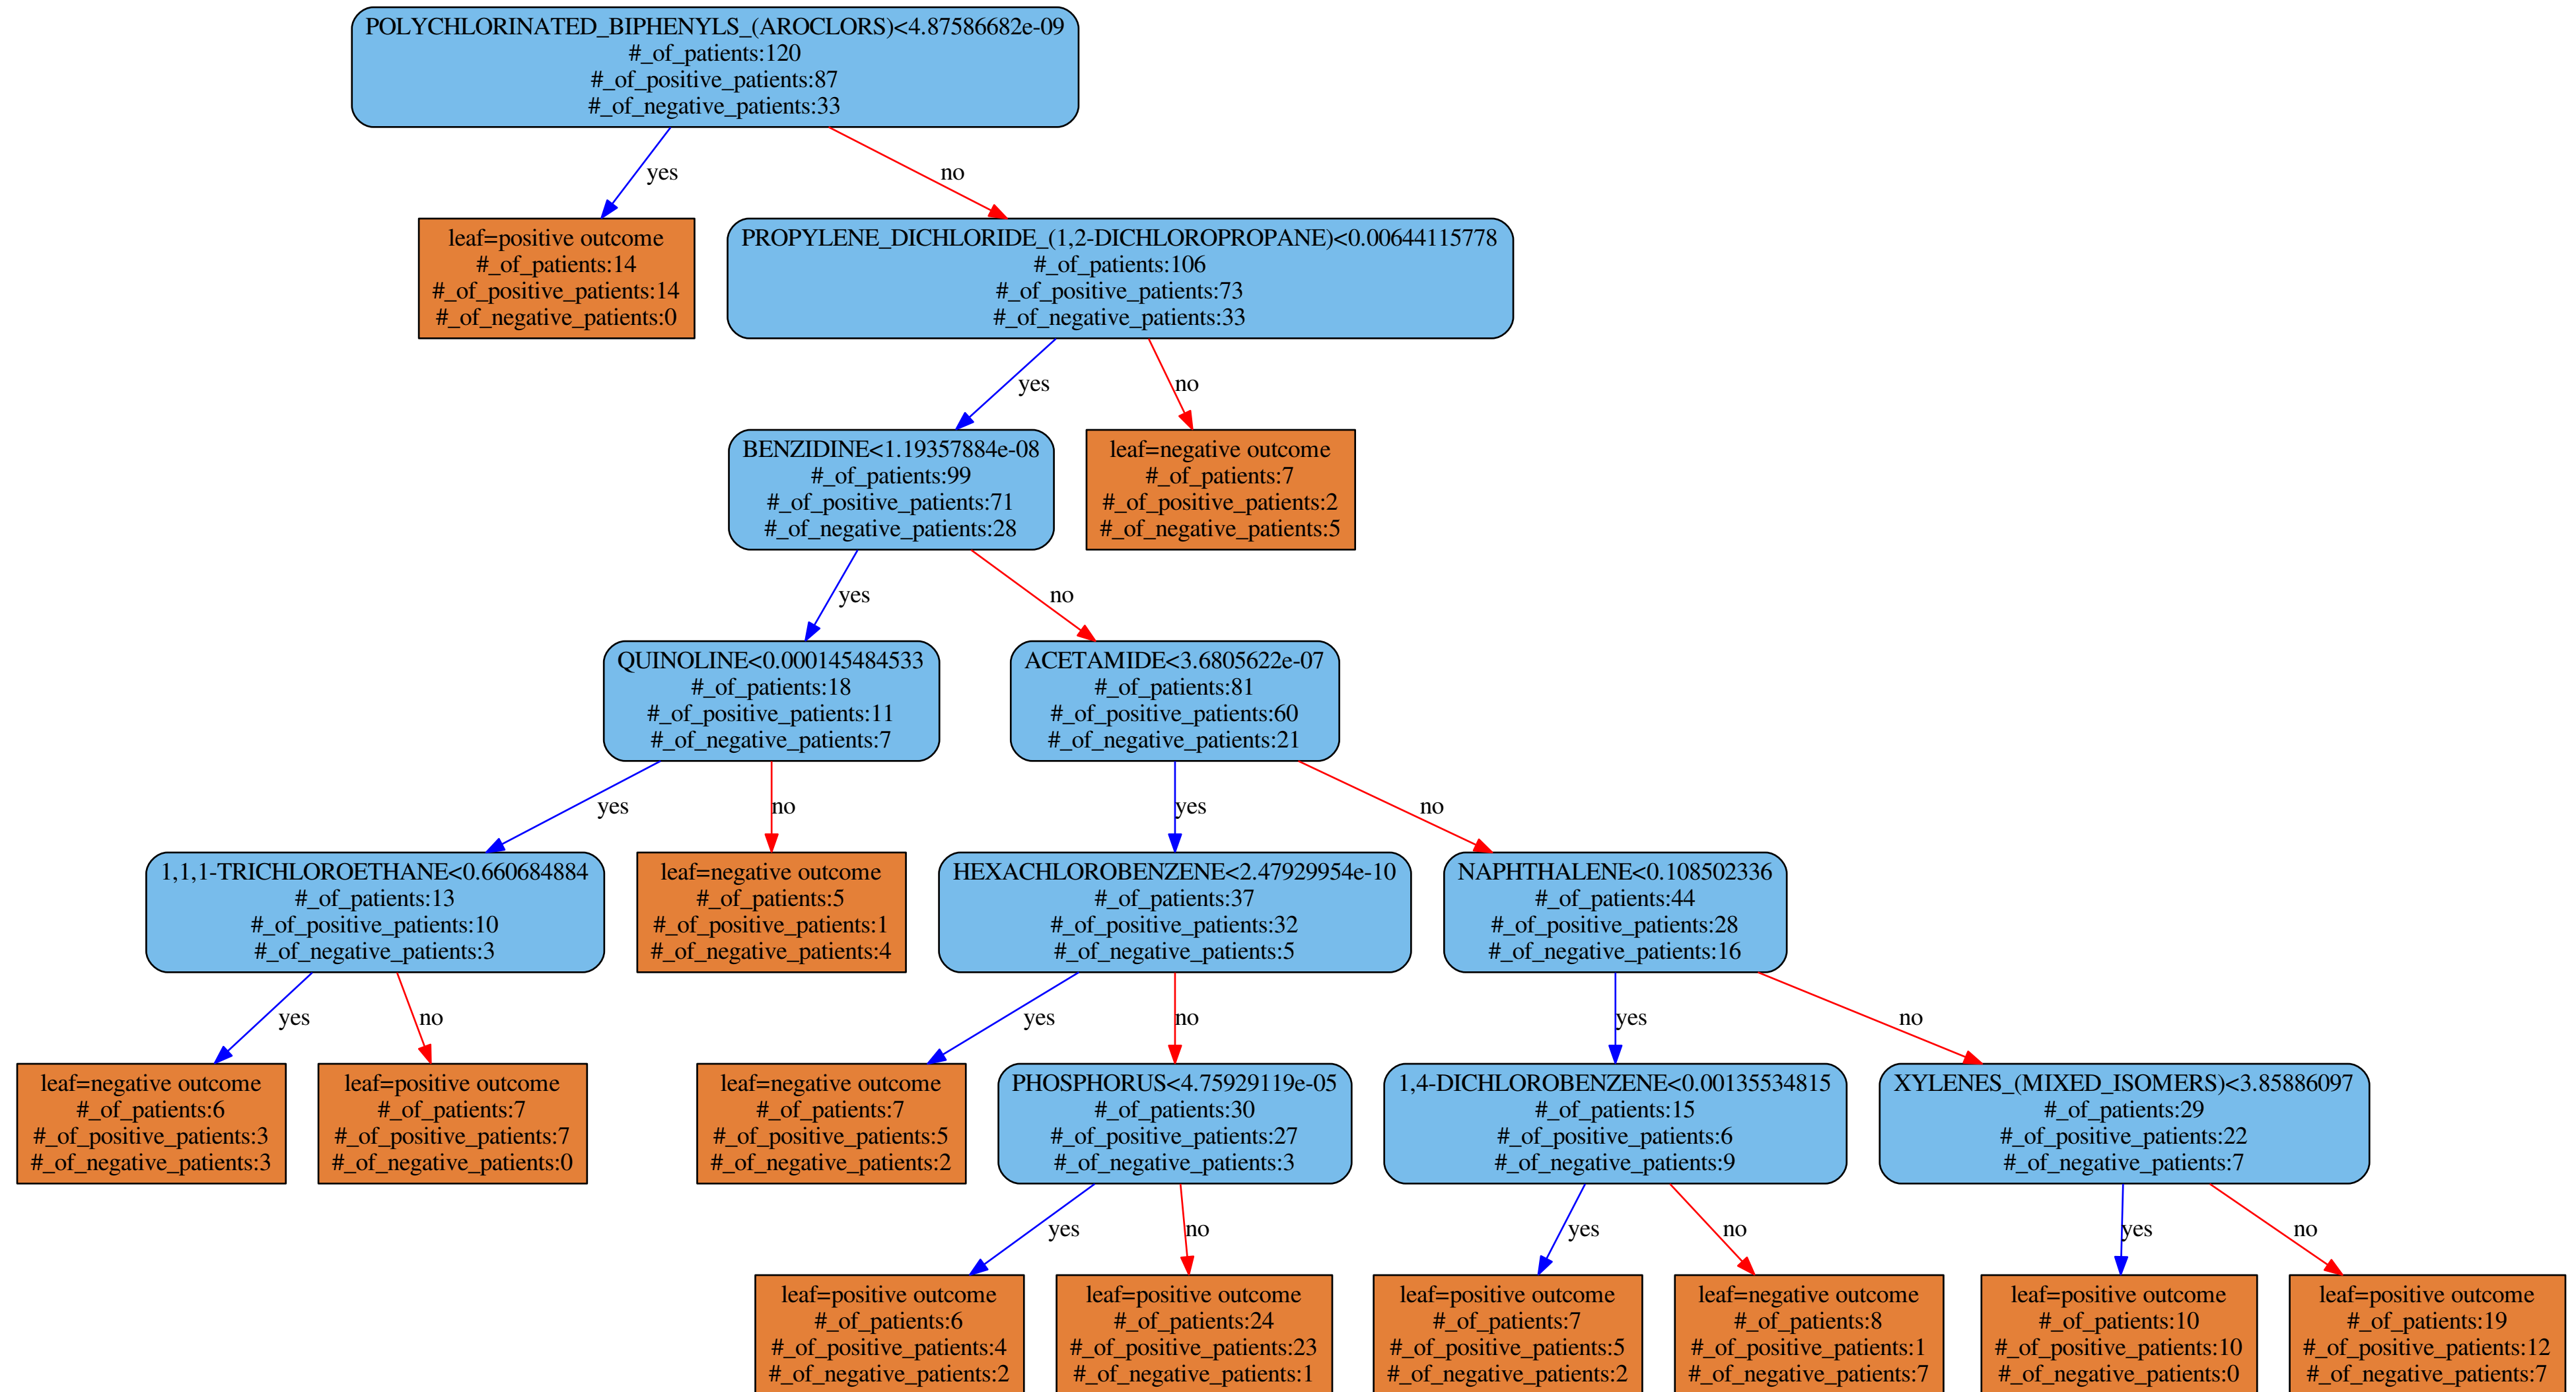 POLYCHLORINATED_BIPHENYLS_(AROCLORS)<4.87586682e-09
#_of_patients:120
#_of_positive_patients:87
#_of_negative_patients:33
yes
no
leaf=positive outcome
#_of_patients:14
#_of_positive_patients:14
#_of_negative_patients:0
PROPYLENE_DICHLORIDE_(1,2-DICHLOROPROPANE)<0.00644115778
#_of_patients:106
#_of_positive_patients:73
#_of_negative_patients:33
yes
no
BENZIDINE<1.19357884e-08
#_of_patients:99
#_of_positive_patients:71
#_of_negative_patients:28
leaf=negative outcome
#_of_patients:7
#_of_positive_patients:2
#_of_negative_patients:5
yes
no
QUINOLINE<0.000145484533
#_of_patients:18
#_of_positive_patients:11
#_of_negative_patients:7
ACETAMIDE<3.6805622e-07
#_of_patients:81
#_of_positive_patients:60
#_of_negative_patients:21
yes
no
yes
no
1,1,1-TRICHLOROETHANE<0.660684884
#_of_patients:13
#_of_positive_patients:10
#_of_negative_patients:3
leaf=negative outcome
#_of_patients:5
#_of_positive_patients:1
#_of_negative_patients:4
HEXACHLOROBENZENE<2.47929954e-10
#_of_patients:37
#_of_positive_patients:32
#_of_negative_patients:5
NAPHTHALENE<0.108502336
#_of_patients:44
#_of_positive_patients:28
#_of_negative_patients:16
yes
no
yes
no
yes
no
leaf=negative outcome
#_of_patients:6
#_of_positive_patients:3
#_of_negative_patients:3
leaf=positive outcome
#_of_patients:7
#_of_positive_patients:7
#_of_negative_patients:0
leaf=negative outcome
#_of_patients:7
#_of_positive_patients:5
#_of_negative_patients:2
PHOSPHORUS<4.75929119e-05
#_of_patients:30
#_of_positive_patients:27
#_of_negative_patients:3
1,4-DICHLOROBENZENE<0.00135534815
#_of_patients:15
#_of_positive_patients:6
#_of_negative_patients:9
XYLENES_(MIXED_ISOMERS)<3.85886097
#_of_patients:29
#_of_positive_patients:22
#_of_negative_patients:7
yes
no
yes
no
yes
no
leaf=positive outcome
#_of_patients:6
#_of_positive_patients:4
#_of_negative_patients:2
leaf=positive outcome
#_of_patients:24
#_of_positive_patients:23
#_of_negative_patients:1
leaf=positive outcome
#_of_patients:7
#_of_positive_patients:5
#_of_negative_patients:2
leaf=negative outcome
#_of_patients:8
#_of_positive_patients:1
#_of_negative_patients:7
leaf=positive outcome
#_of_patients:10
#_of_positive_patients:10
#_of_negative_patients:0
leaf=positive outcome
#_of_patients:19
#_of_positive_patients:12
#_of_negative_patients:7